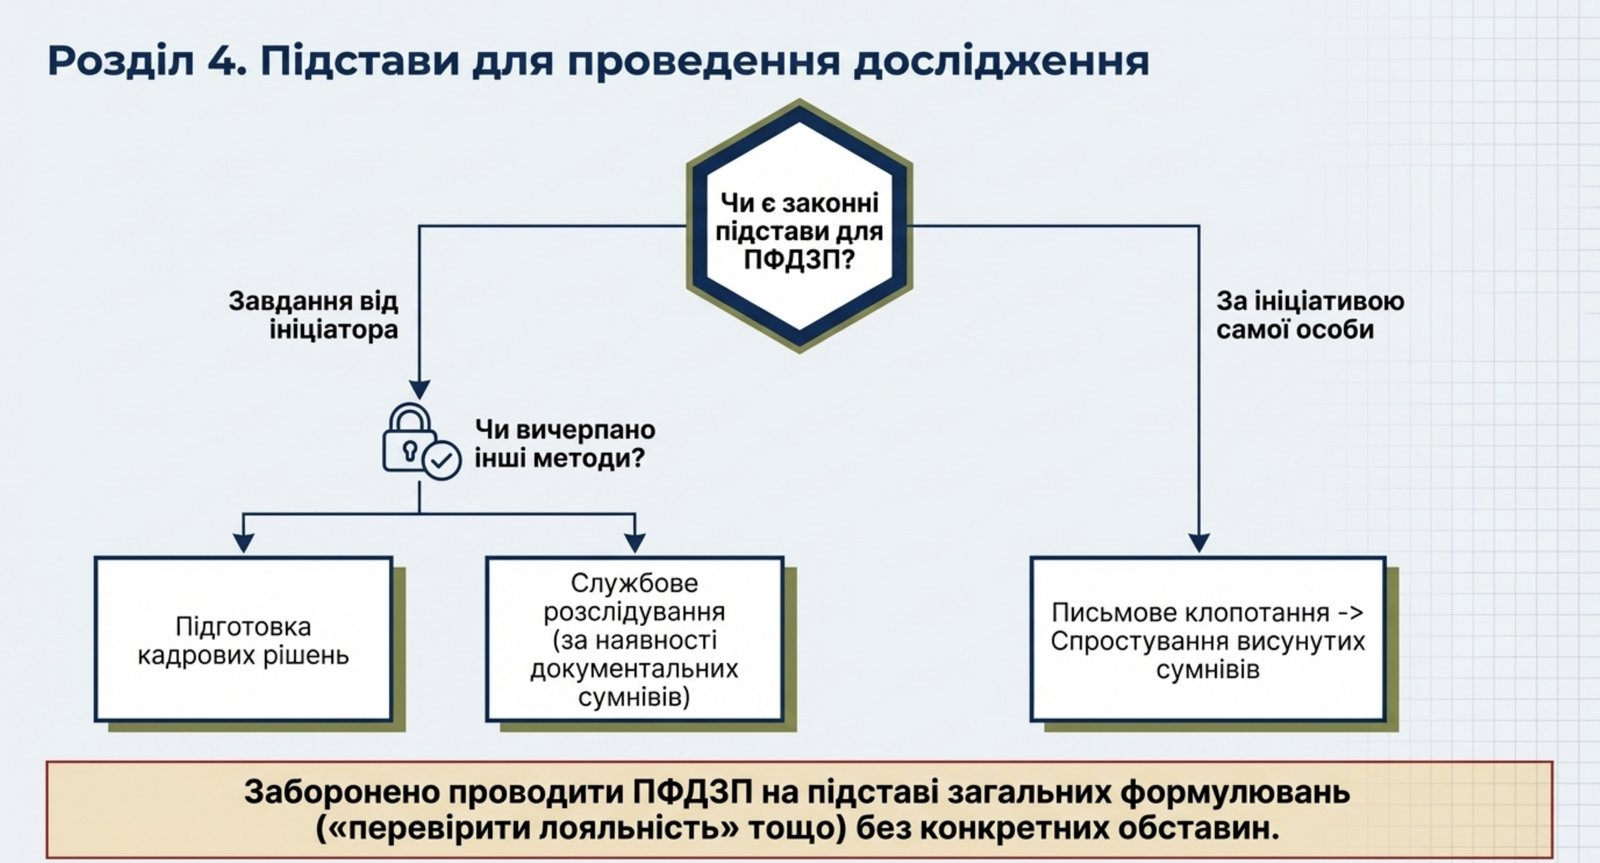 Розділ 4. Підстави для проведення дослідження
Чи є законні
підстави для
ПФДЗП?
Завдання від
ініціатора
За ініціативою
самої особи
Чи вичерпано
інші методи?
Підготовка
кадрових рішень
Службове
розслідування
(за наявності
документальних
сумнівів)
Письмове клопотання ->
Спростування висунутих
сумнівів
Заборонено проводити ПФДЗП на підставі загальних формулювань
(«перевірити лояльність» тощо) без конкретних обставин.